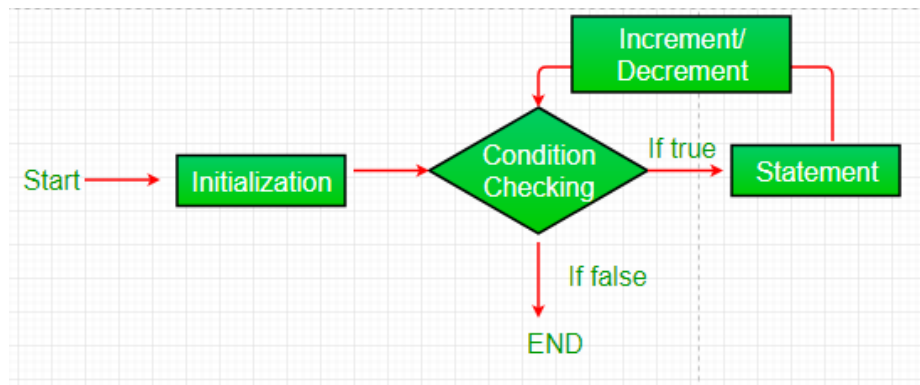 Increment/
Decrement
Start
Initialization
Condition
Checking
If true
Statement
If false
END